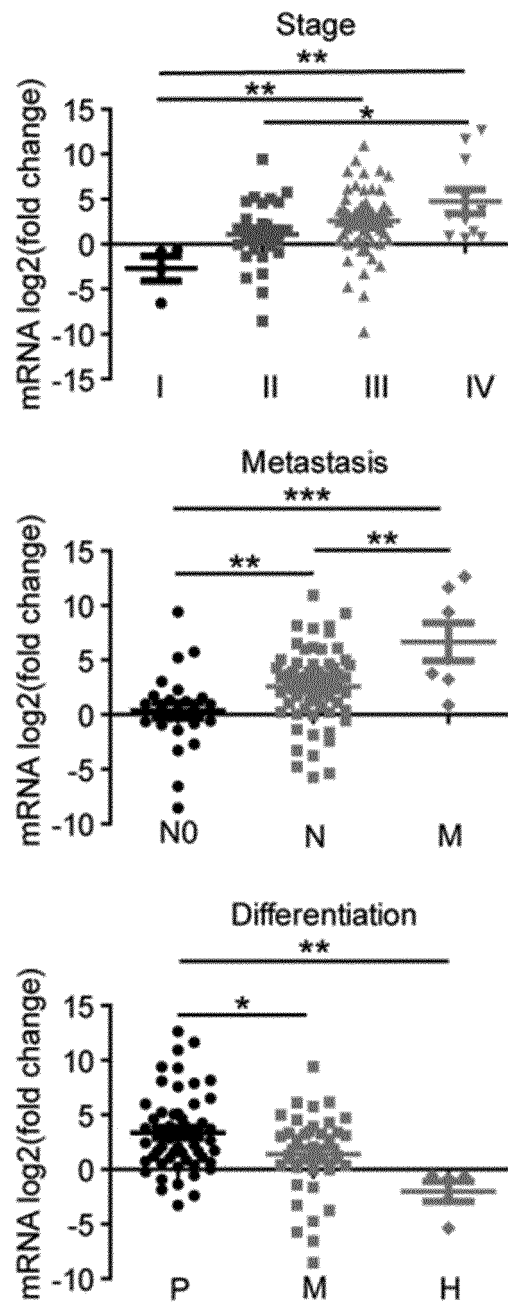 Stage
**
**
*
mRNA log2(fold change)
15
10
5
0
-5
-10
-15
I II III IV
Metastasis
***
** **
mRNA log2(fold change)
15
10
5
0
-5
-10
N0 N M
Differentiation
**
*
mRNA log2(fold change)
15
10
5
0
-5
-10
P M H